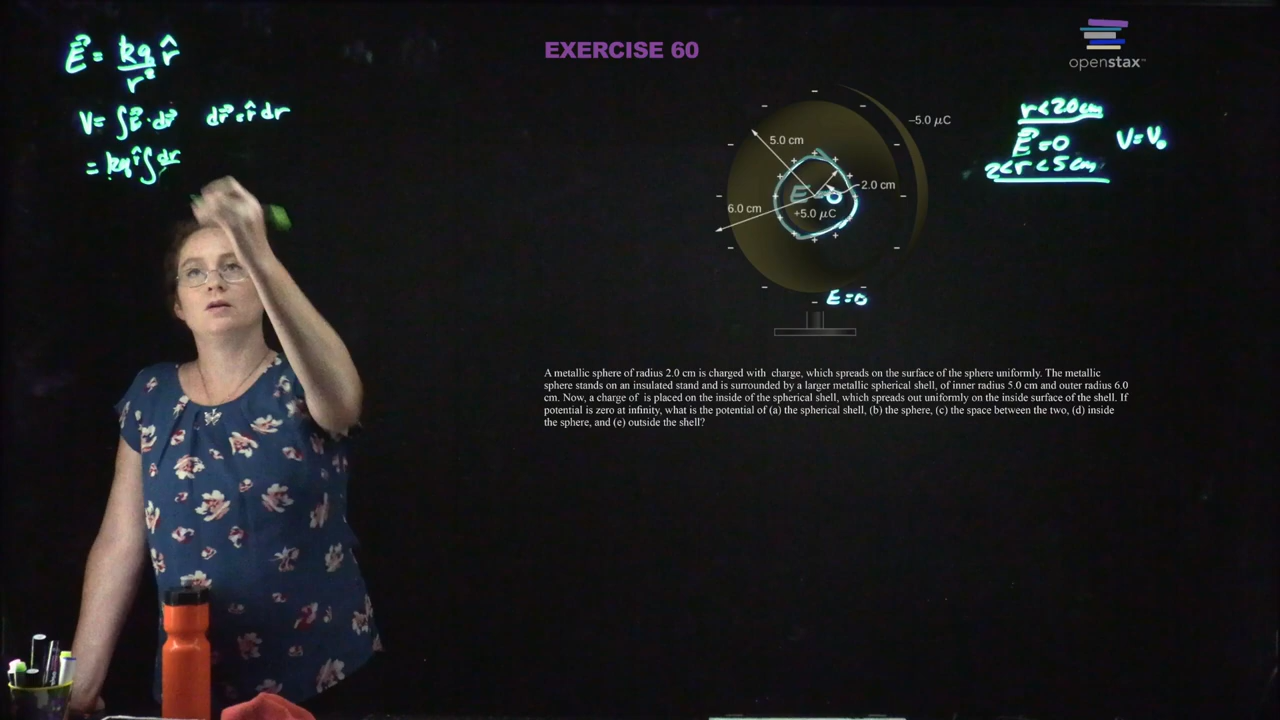 E⃗ = kq/r² r̂
V = ∫E⃗·dr⃗ dr⃗ = r̂ dr
= kq r̂ ∫ dr
EXERCISE 60
openstax™
–5.0 μC
5.0 cm
2.0 cm
6.0 cm
E=0
+5.0 μC
E=0
r<20cm
E⃗=0 V=V₀
2<r<5cm
A metallic sphere of radius 2.0 cm is charged with charge, which spreads on the surface of the sphere uniformly. The metallic
sphere stands on an insulated stand and is surrounded by a larger metallic spherical shell, of inner radius 5.0 cm and outer radius 6.0
cm. Now, a charge of is placed on the inside of the spherical shell, which spreads out uniformly on the inside surface of the shell. If
potential is zero at infinity, what is the potential of (a) the spherical shell, (b) the sphere, (c) the space between the two, (d) inside
the sphere, and (e) outside the shell?